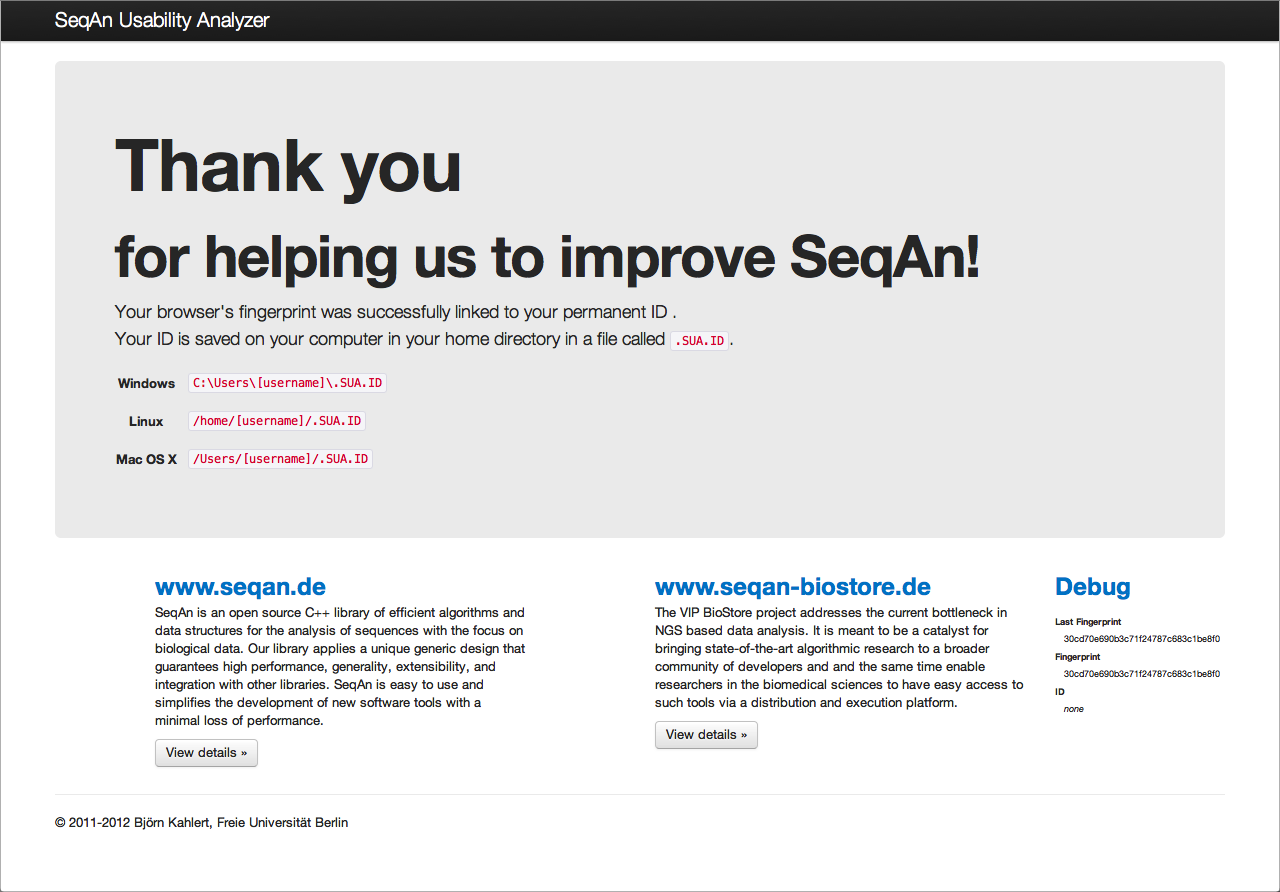 SeqAn Usability Analyzer
Thank you
for helping us to improve SeqAn!
Your browser's fingerprint was successfully linked to your permanent ID .
Your ID is saved on your computer in your home directory in a file called .SUA.ID.
Windows C:\Users\[username]\.SUA.ID
Linux /home/[username]/.SUA.ID
Mac OS X /Users/[username]/.SUA.ID
www.seqan.de
SeqAn is an open source C++ library of efficient algorithms and
data structures for the analysis of sequences with the focus on
biological data. Our library applies a unique generic design that
guarantees high performance, generality, extensibility, and
integration with other libraries. SeqAn is easy to use and
simplifies the development of new software tools with a
minimal loss of performance.
View details »
www.seqan-biostore.de
The VIP BioStore project addresses the current bottleneck in
NGS based data analysis. It is meant to be a catalyst for
bringing state-of-the-art algorithmic research to a broader
community of developers and and the same time enable
researchers in the biomedical sciences to have easy access to
such tools via a distribution and execution platform.
View details »
Debug
Last Fingerprint
30cd70e690b3c71f24787c683c1be8f0
Fingerprint
30cd70e690b3c71f24787c683c1be8f0
ID
none
© 2011-2012 Björn Kahlert, Freie Universität Berlin